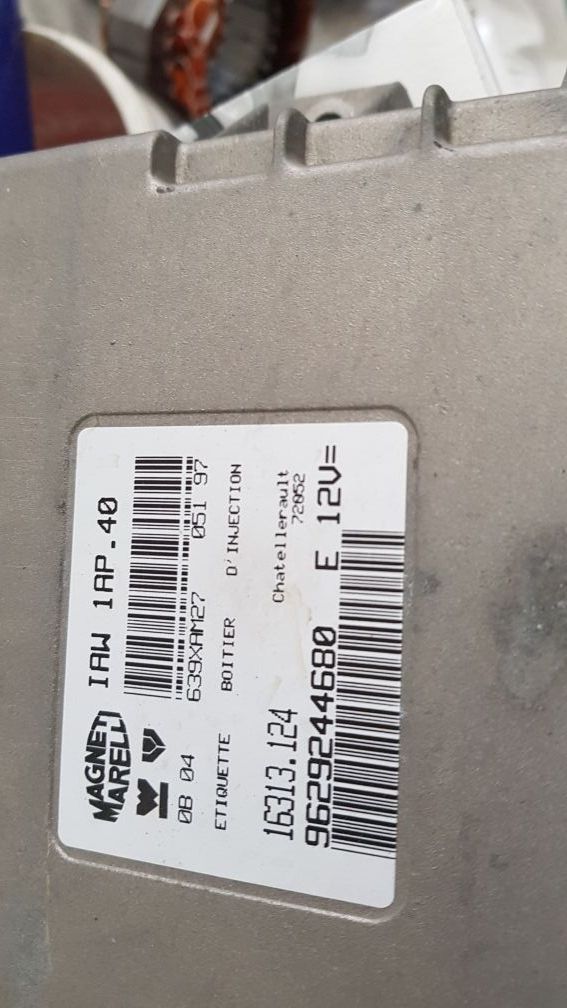 MAGNETI MARELLI IAW 1AP.40
0B 04 639XAM27 051 97
ETIQUETTE BOITIER D'INJECTION
16313.124 Chatellerault
72052
9629244680 E 12V=